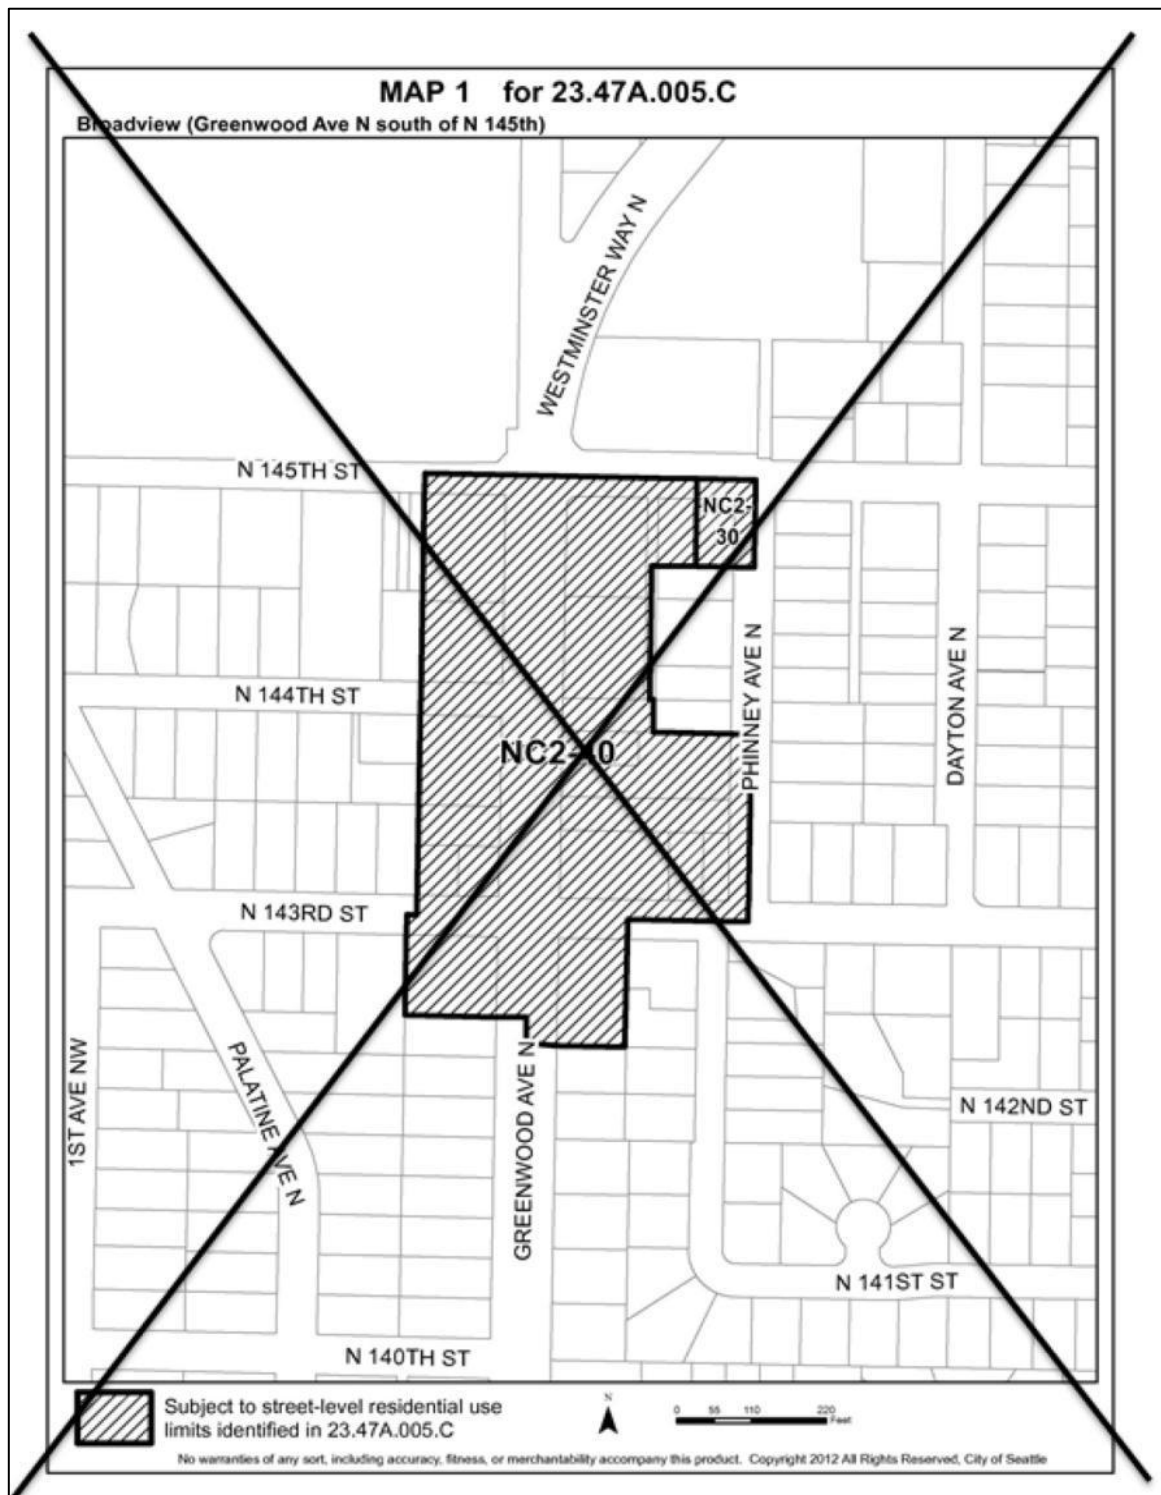 MAP 1 for 23.47A.005.C
Broadview (Greenwood Ave N south of N 145th)
WESTMINSTER WAY N
N 145TH ST
NC2-
30
PHINNEY AVE N
DAYTON AVE N
N 144TH ST
NC2-40
N 143RD ST
1ST AVE NW
PALATINE AVE N
GREENWOOD AVE N
N 142ND ST
N 141ST ST
N 140TH ST
Subject to street-level residential use
limits identified in 23.47A.005.C
N
0 55 110 220
Feet
No warranties of any sort, including accuracy, fitness, or merchantability accompany this product. Copyright 2012 All Rights Reserved, City of Seattle